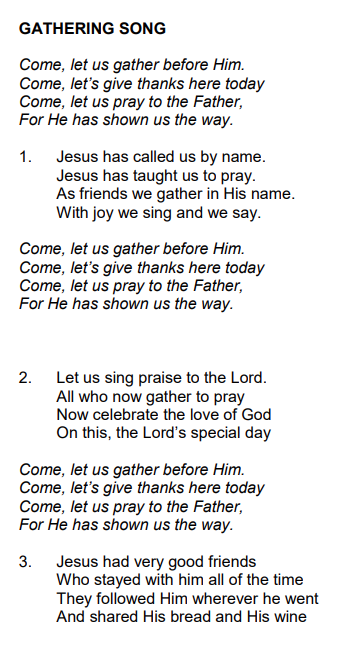 GATHERING SONG
Come, let us gather before Him.
Come, let’s give thanks here today
Come, let us pray to the Father,
For He has shown us the way.
1. Jesus has called us by name.
Jesus has taught us to pray.
As friends we gather in His name.
With joy we sing and we say.
Come, let us gather before Him.
Come, let’s give thanks here today
Come, let us pray to the Father,
For He has shown us the way.
2. Let us sing praise to the Lord.
All who now gather to pray
Now celebrate the love of God
On this, the Lord’s special day
Come, let us gather before Him.
Come, let’s give thanks here today
Come, let us pray to the Father,
For He has shown us the way.
3. Jesus had very good friends
Who stayed with him all of the time
They followed Him wherever he went
And shared His bread and His wine